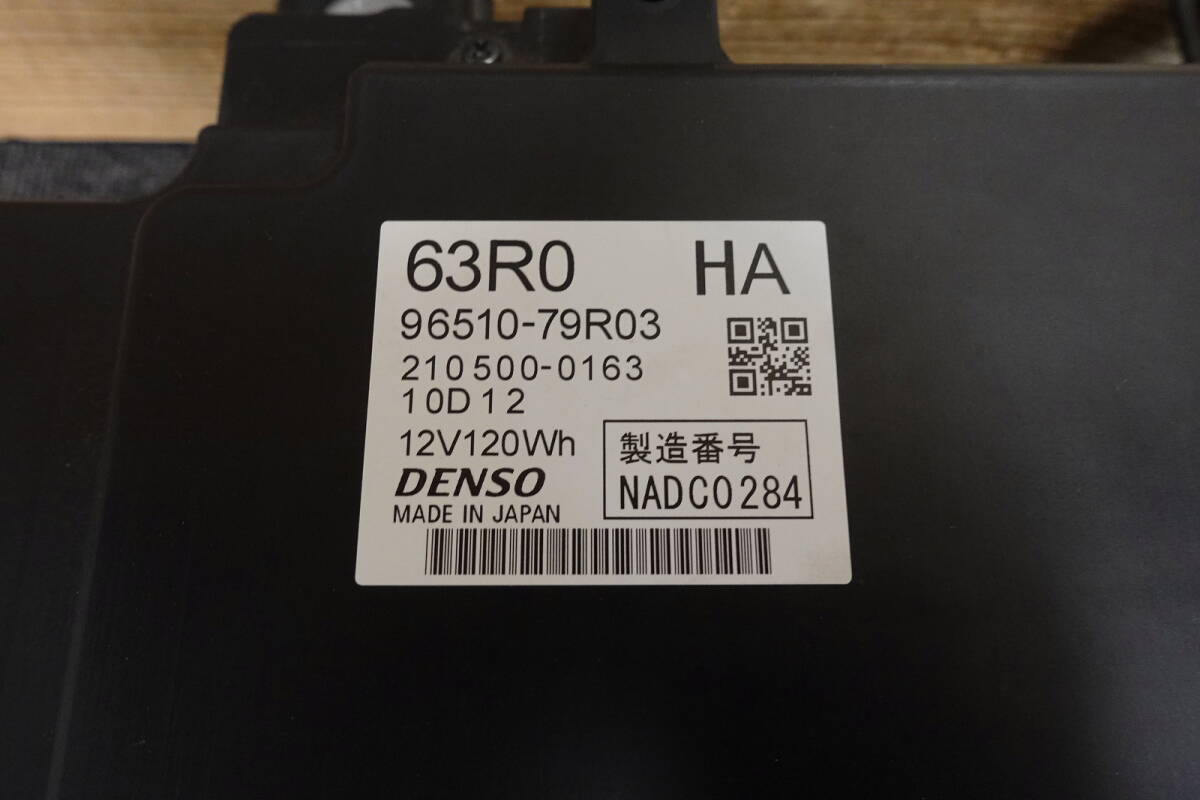 63R0 HA
96510-79R03
210500-0163
10D12
12V120Wh
DENSO
MADE IN JAPAN
製造番号
NADC0284